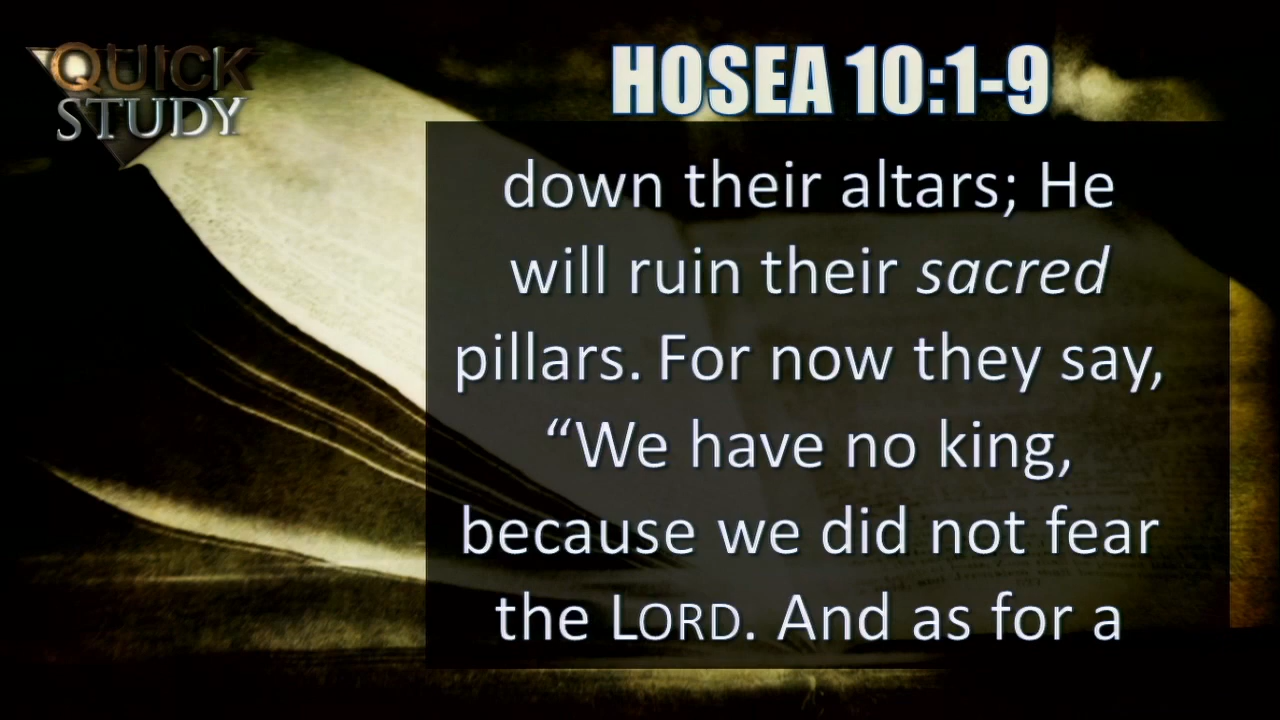 QUICK
STUDY
HOSEA 10:1-9
down their altars; He
will ruin their sacred
pillars. For now they say,
“We have no king,
because we did not fear
the LORD. And as for a